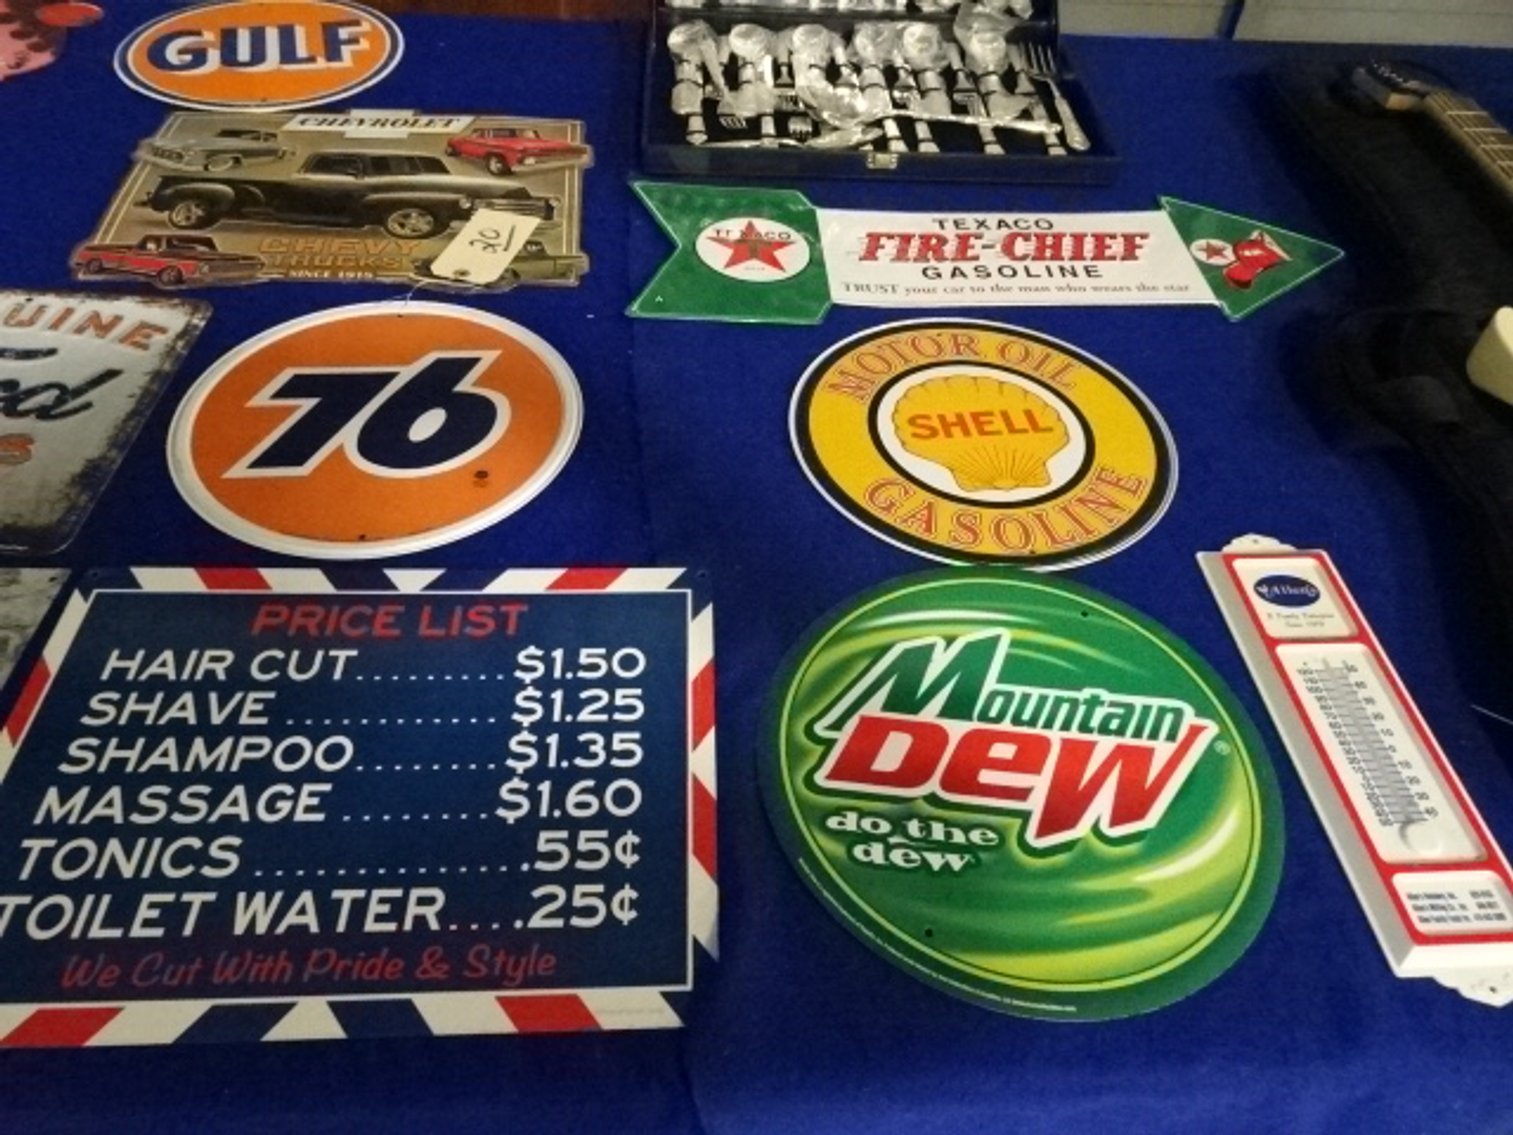 GULF
CHEVROLET
CHEVY
TRUCKS
SINCE 1918
20
TEXACO
TEXACO
FIRE-CHIEF
GASOLINE
TRUST your car to the man who wears the star
UINE
76
MOTOR OIL
SHELL
GASOLINE
PRICE LIST
HAIR CUT.........$1.50
SHAVE.............$1.25
SHAMPOO.........$1.35
MASSAGE........$1.60
TONICS..............55¢
TOILET WATER....25¢
We Cut With Pride & Style
Mountain
Dew
do the
dew